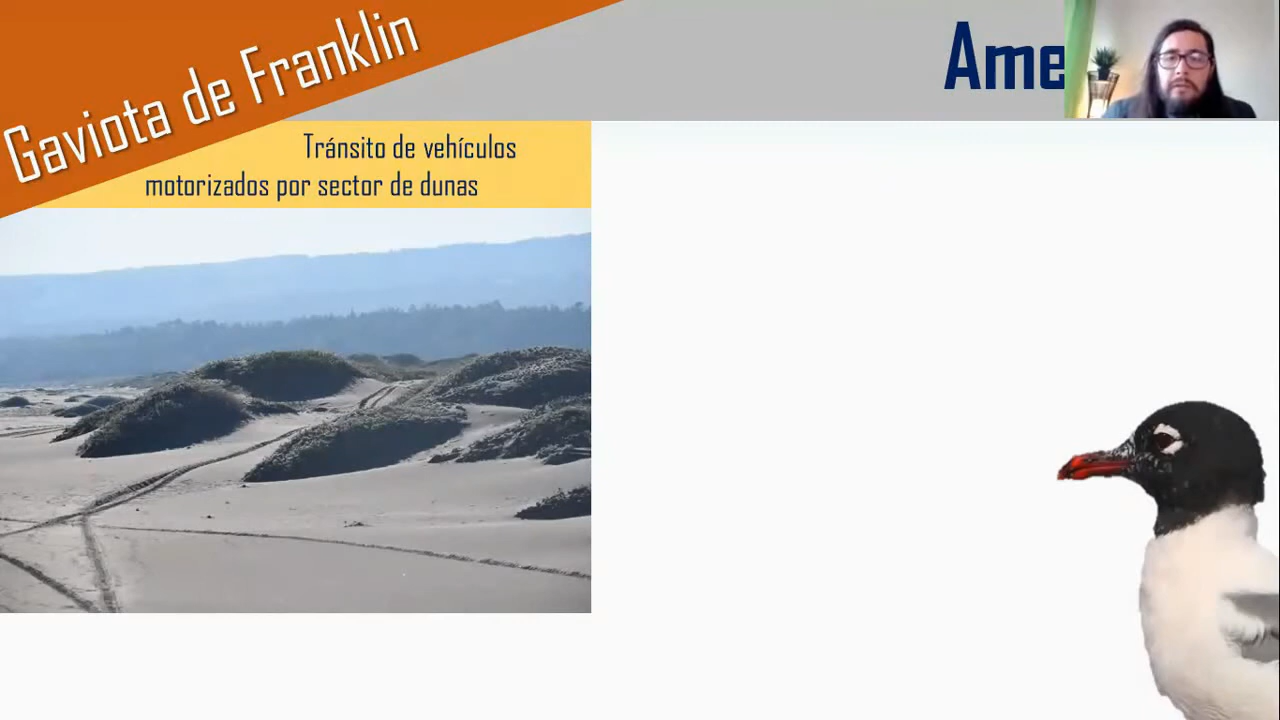 Gaviota de Franklin
Ame
Tránsito de vehículos
motorizados por sector de dunas